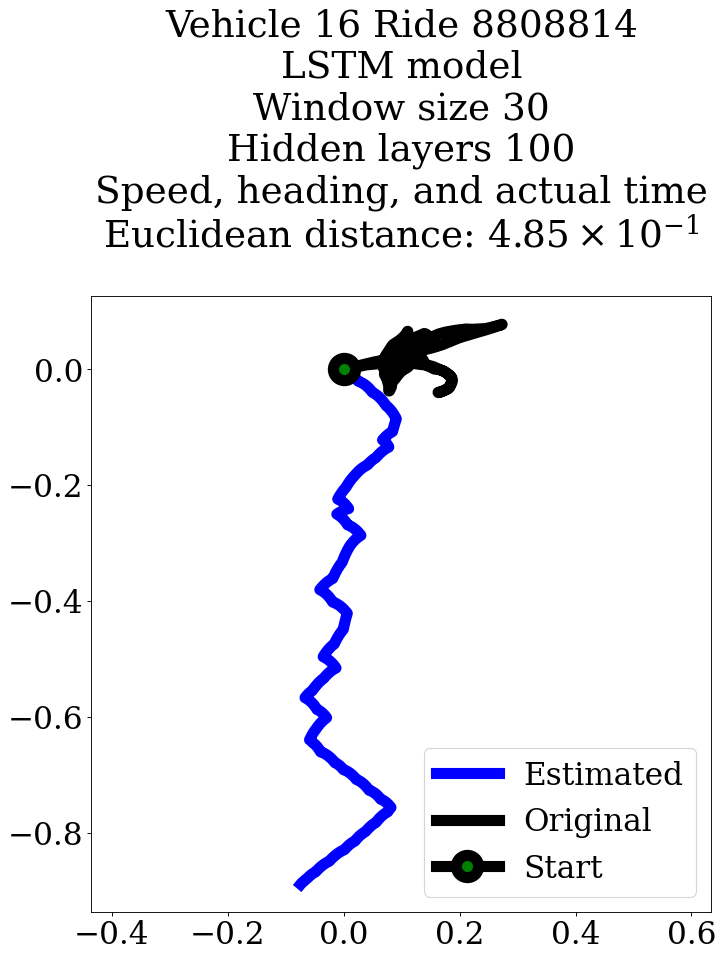 Vehicle 16 Ride 8808814
LSTM model
Window size 30
Hidden layers 100
Speed, heading, and actual time
Euclidean distance: 4.85 × 10⁻¹
0.0
−0.2
−0.4
−0.6
−0.8
Estimated
Original
Start
−0.4 −0.2 0.0 0.2 0.4 0.6